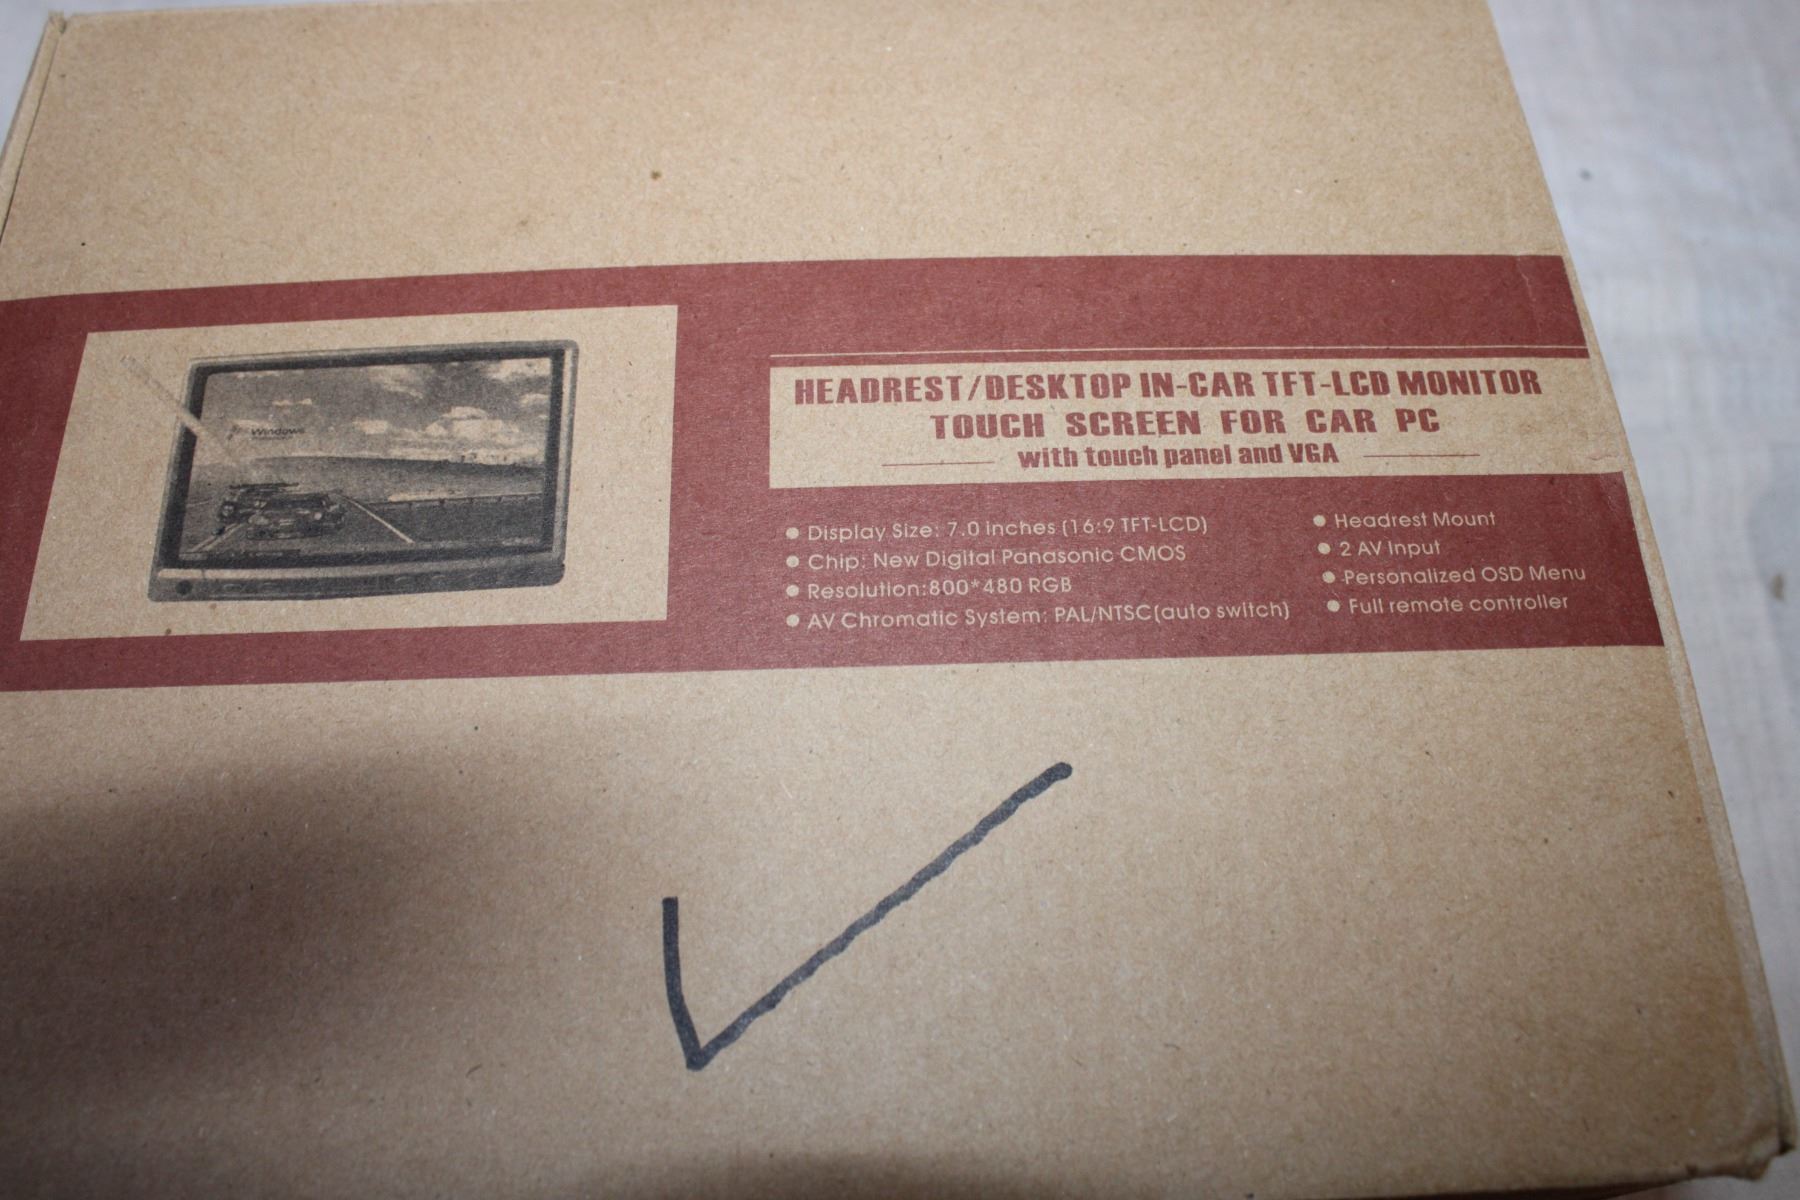 Windows
HEADREST/DESKTOP IN-CAR TFT-LCD MONITOR
TOUCH SCREEN FOR CAR PC
with touch panel and VGA
● Display Size: 7.0 inches (16:9 TFT-LCD)
● Chip: New Digital Panasonic CMOS
● Resolution:800*480 RGB
● AV Chromatic System: PAL/NTSC(auto switch)
● Headrest Mount
● 2 AV Input
● Personalized OSD Menu
● Full remote controller